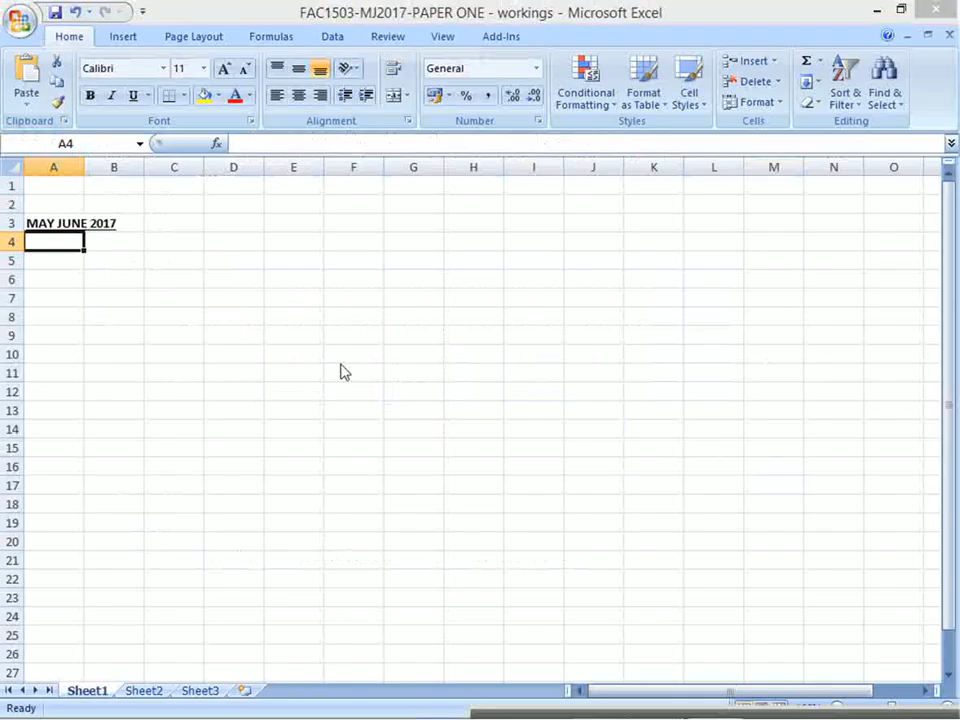 FAC1503-MJ2017-PAPER ONE - workings - Microsoft Excel
Home Insert Page Layout Formulas Data Review View Add-Ins
Paste
Calibri 11
B I U
General
% ,
Conditional Formatting
Format as Table
Cell Styles
Insert
Delete
Format
Σ
Sort & Filter
Find & Select
Clipboard Font Alignment Number Styles Cells Editing
A4 fx
A B C D E F G H I J K L M N O
1
2
3 MAY JUNE 2017
4
5
6
7
8
9
10
11
12
13
14
15
16
17
18
19
20
21
22
23
24
25
26
27
Sheet1 Sheet2 Sheet3
Ready